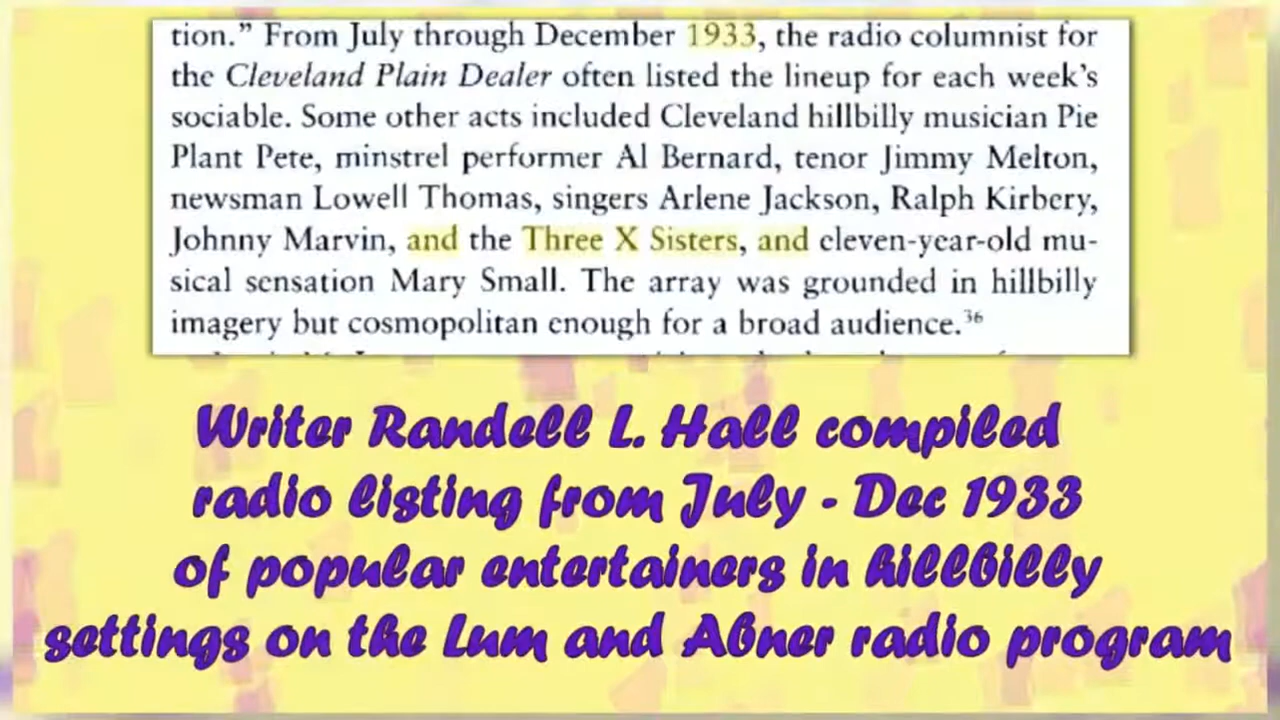 tion.” From July through December 1933, the radio columnist for
the Cleveland Plain Dealer often listed the lineup for each week’s
sociable. Some other acts included Cleveland hillbilly musician Pie
Plant Pete, minstrel performer Al Bernard, tenor Jimmy Melton,
newsman Lowell Thomas, singers Arlene Jackson, Ralph Kirbery,
Johnny Marvin, and the Three X Sisters, and eleven-year-old mu-
sical sensation Mary Small. The array was grounded in hillbilly
imagery but cosmopolitan enough for a broad audience.36
Writer Randell L. Hall compiled
radio listing from July - Dec 1933
of popular entertainers in hillbilly
settings on the Lum and Abner radio program